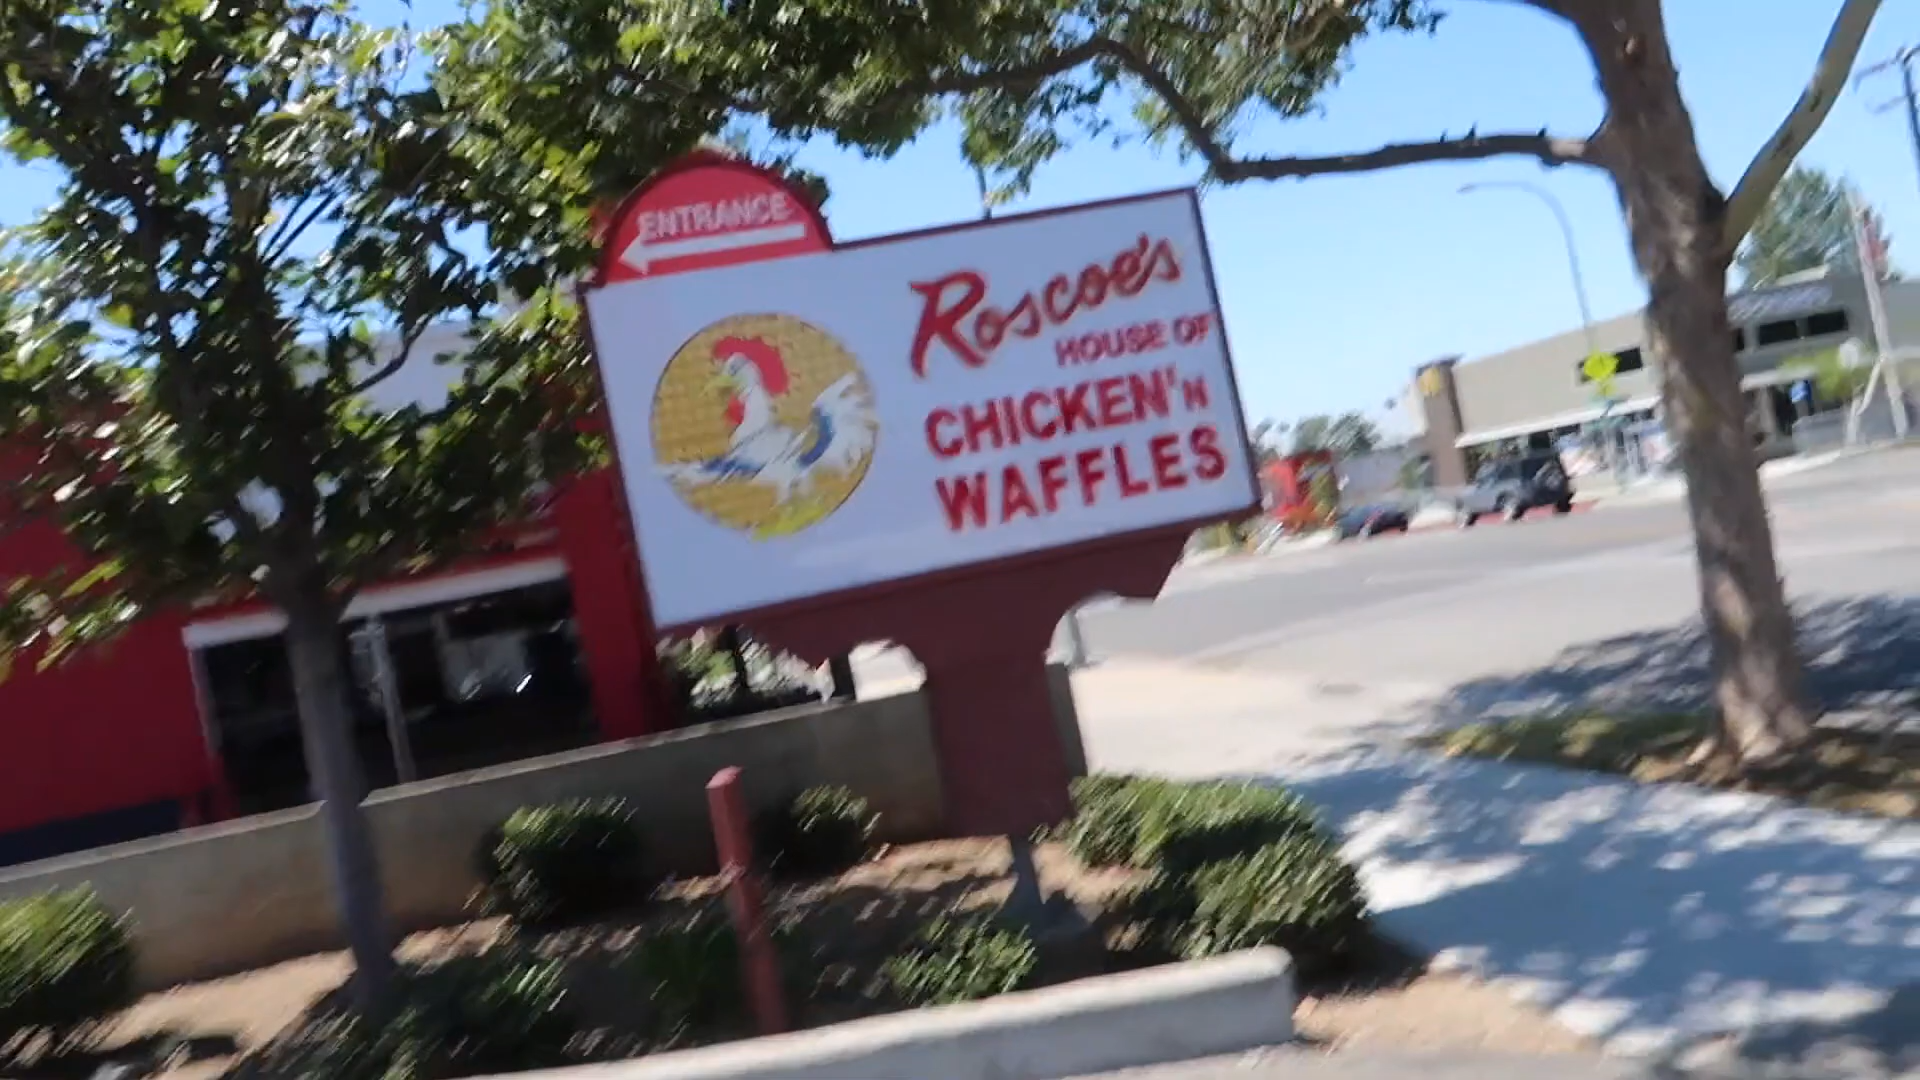 ENTRANCE
Roscoe's
HOUSE OF
CHICKEN'N
WAFFLES